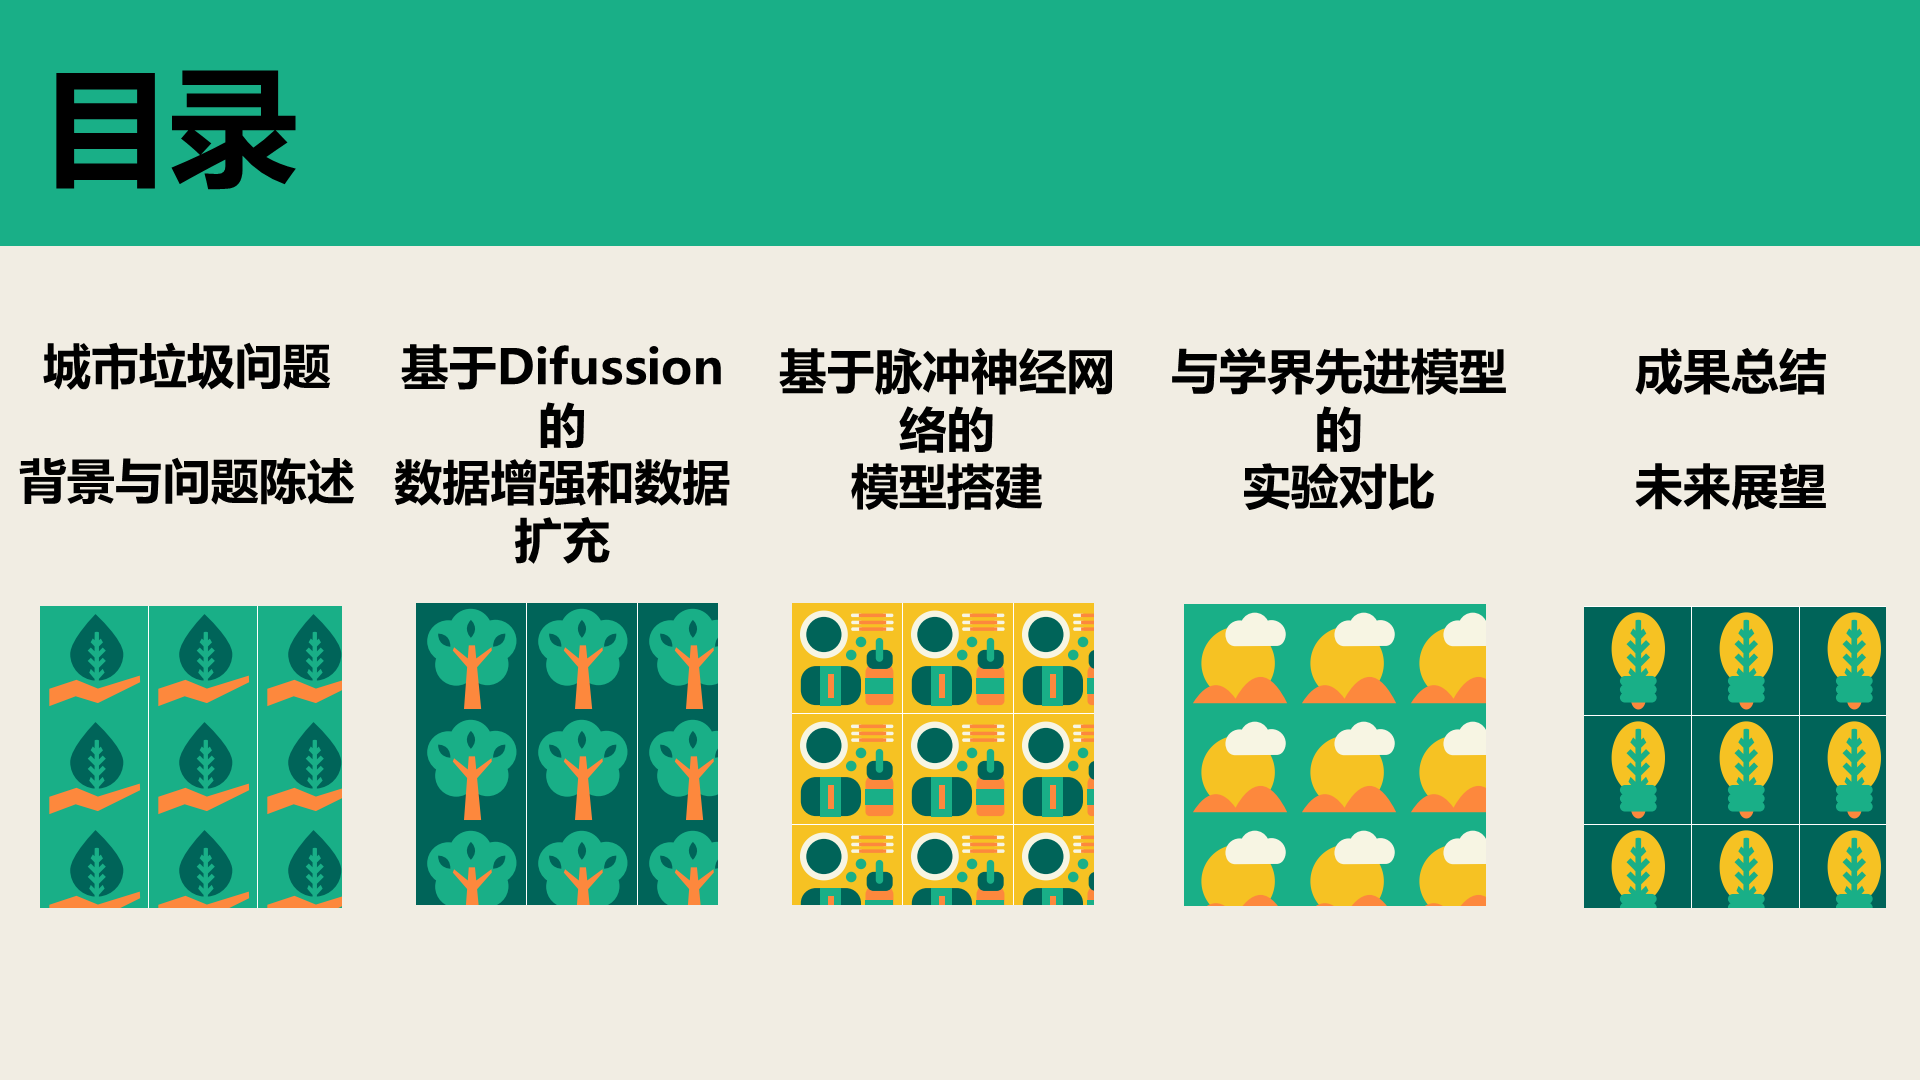 目录
城市垃圾问题
背景与问题陈述
基于Difussion
的
数据增强和数据
扩充
基于脉冲神经网
络的
模型搭建
与学界先进模型
的
实验对比
成果总结
未来展望